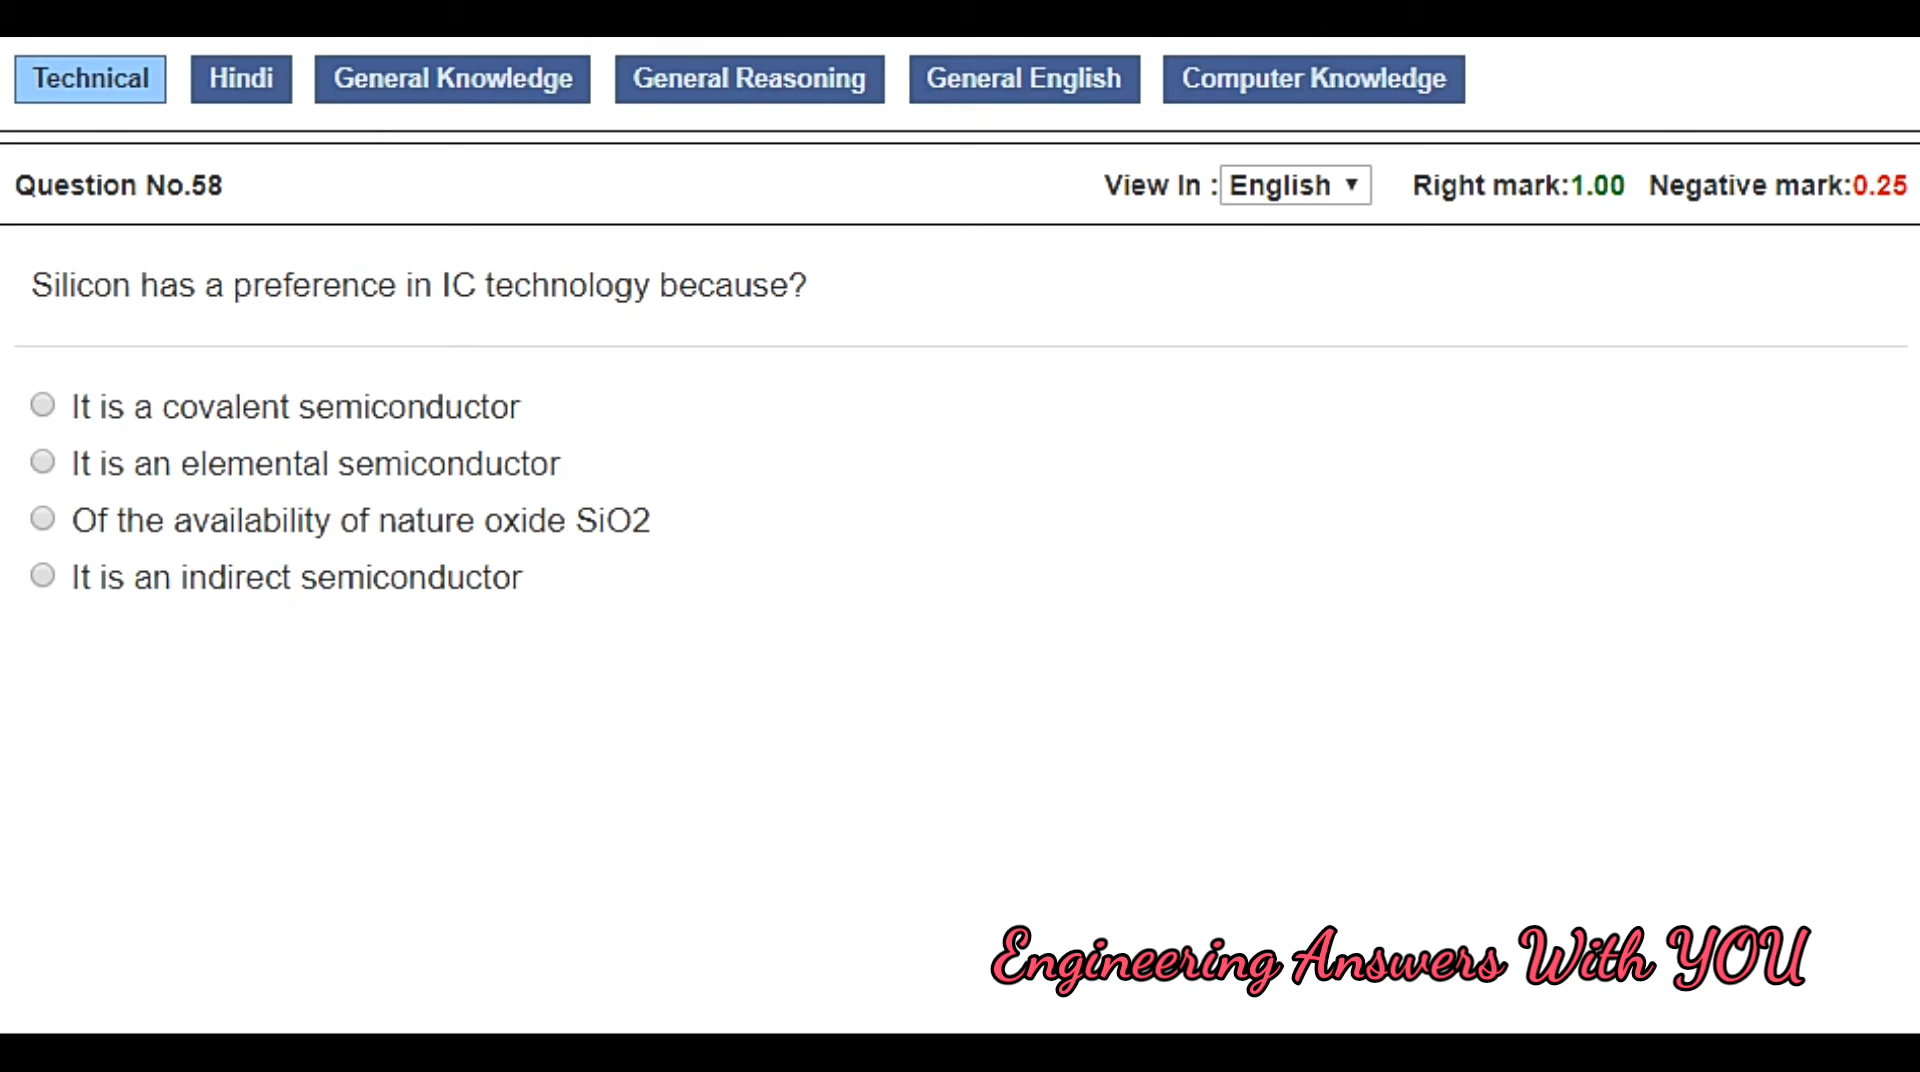 Technical Hindi General Knowledge General Reasoning General English Computer Knowledge
Question No.58 View In : English ▼ Right mark:1.00 Negative mark:0.25
Silicon has a preference in IC technology because?
It is a covalent semiconductor
It is an elemental semiconductor
Of the availability of nature oxide SiO2
It is an indirect semiconductor
Engineering Answers With YOU